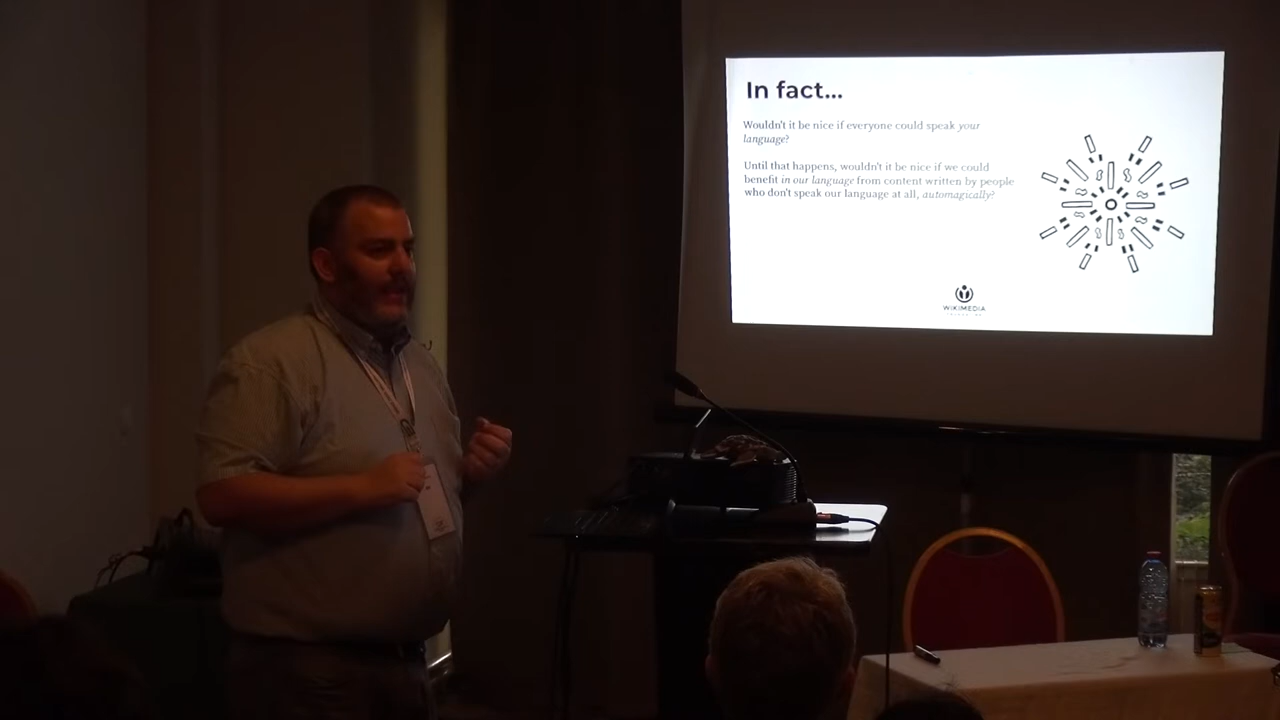 In fact...
Wouldn't it be nice if everyone could speak your
language?
Until that happens, wouldn't it be nice if we could
benefit in our language from content written by people
who don't speak our language at all, automagically?
WIKIMEDIA